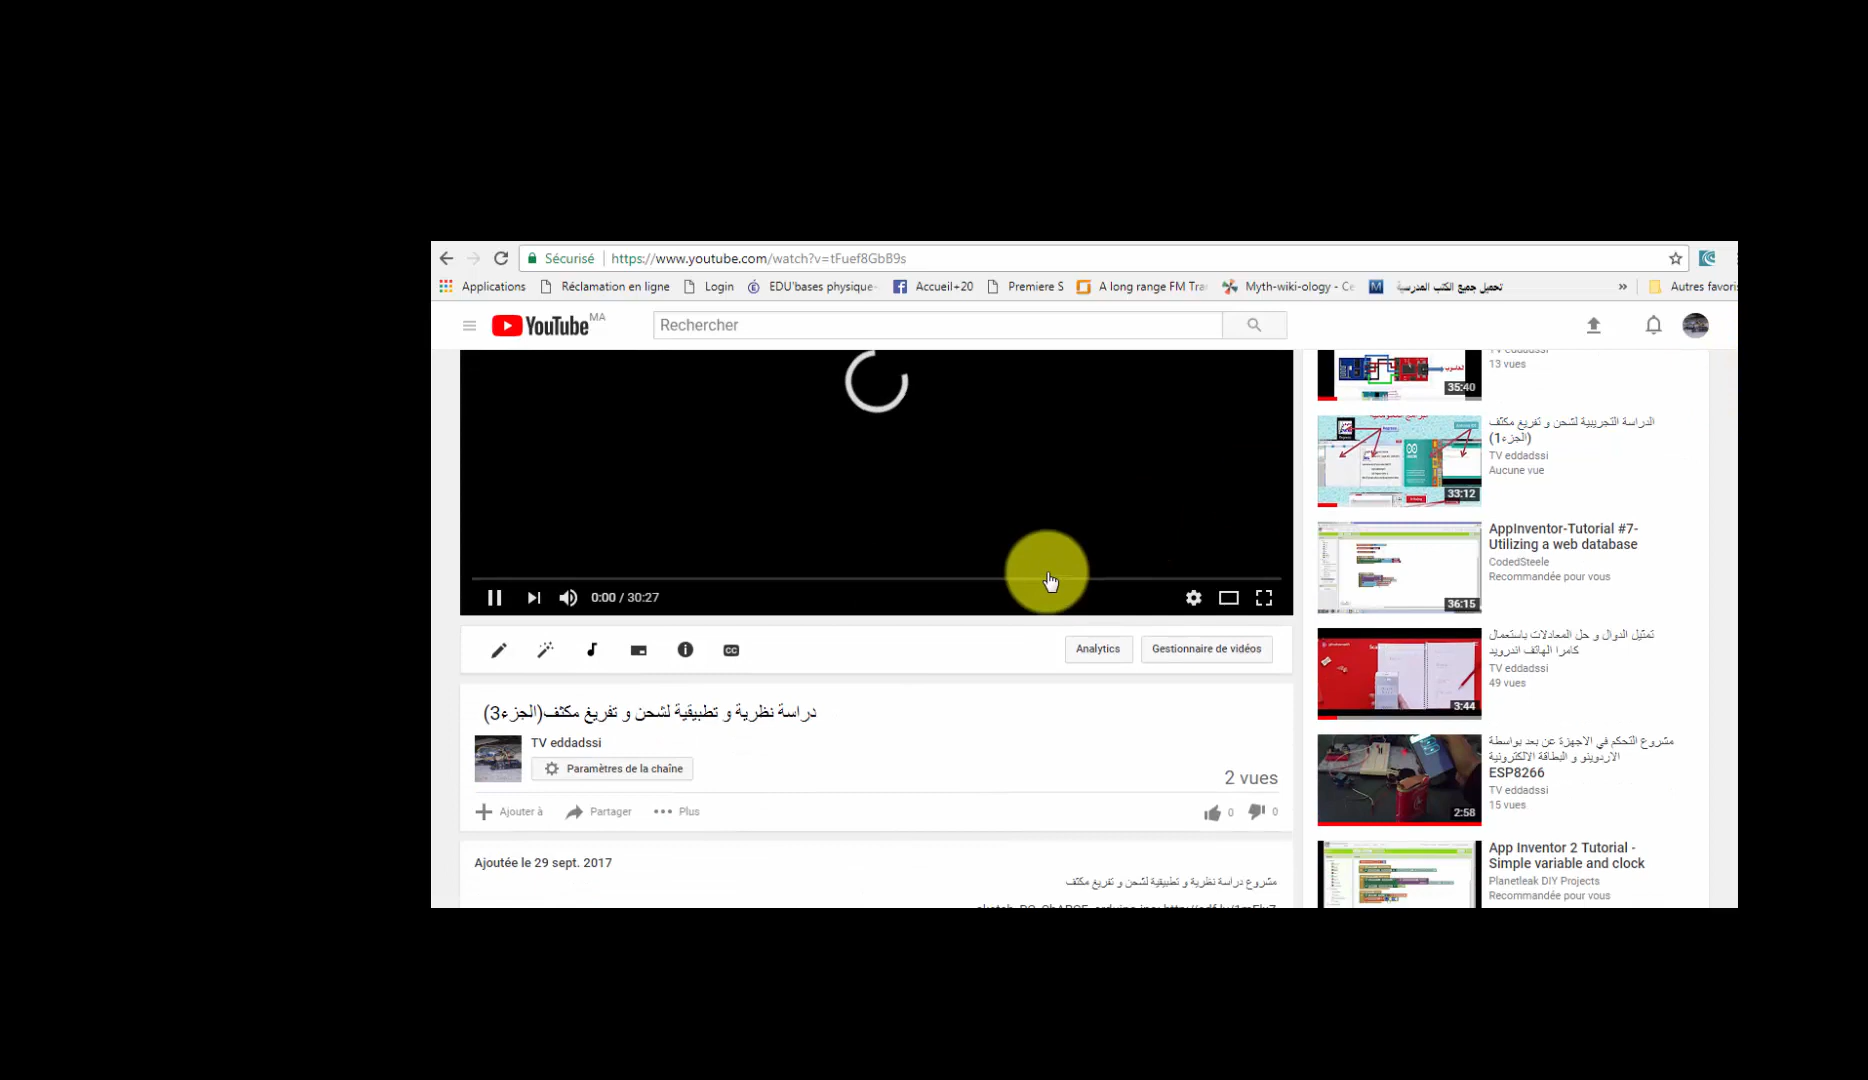 Sécurisé https://www.youtube.com/watch?v=tFuef8GbB9s
Applications Réclamation en ligne Login EDU'bases physique- Accueil+20 Premiere S A long range FM Tra Myth-wiki-ology - Ce تحميل جميع الكتب المدرسية » Autres favoris
YouTube MA
Rechercher
0:00 / 30:27
CC
Analytics Gestionnaire de vidéos
دراسة نظرية و تطبيقية لشحن و تفريغ مكثف(الجزء3)
TV eddadssi
Paramètres de la chaîne
2 vues
Ajouter à Partager Plus 0 0
Ajoutée le 29 sept. 2017
مشروع دراسة نظرية و تطبيقية لشحن و تفريغ مكثف
TV eddadssi
13 vues
35:40
الدراسة التجريبية لشحن و تفريغ مكثف
(الجزء1)
TV eddadssi
Aucune vue
33:12
AppInventor-Tutorial #7-
Utilizing a web database
CodedSteele
Recommandée pour vous
36:15
تمثيل الدوال و حل المعادلات باستعمال
كامرا الهاتف اندرويد
TV eddadssi
49 vues
3:44
مشروع التحكم في الاجهزة عن بعد بواسطة
الاردوينو و البطاقة الالكترونية
ESP8266
TV eddadssi
15 vues
2:58
App Inventor 2 Tutorial -
Simple variable and clock
Planetleak DIY Projects
Recommandée pour vous